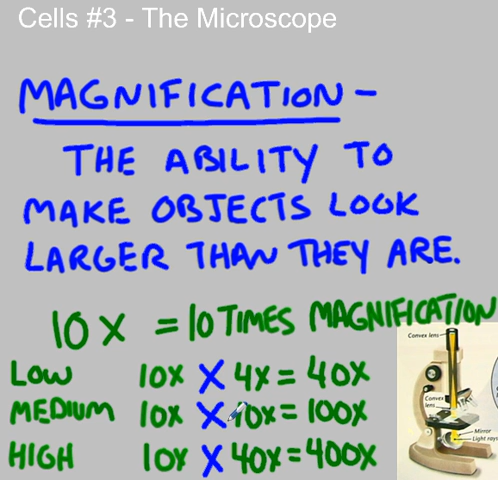 Cells #3 - The Microscope
MAGNIFICATION -
THE ABILITY TO
MAKE OBJECTS LOOK
LARGER THAN THEY ARE.
10X = 10 TIMES MAGNIFICATION
LOW 10X X 4X = 40X
MEDIUM 10X X 10X = 100X
HIGH 10X X 40X = 400X
Convex lens
Convex
lens
Mirror
Light rays